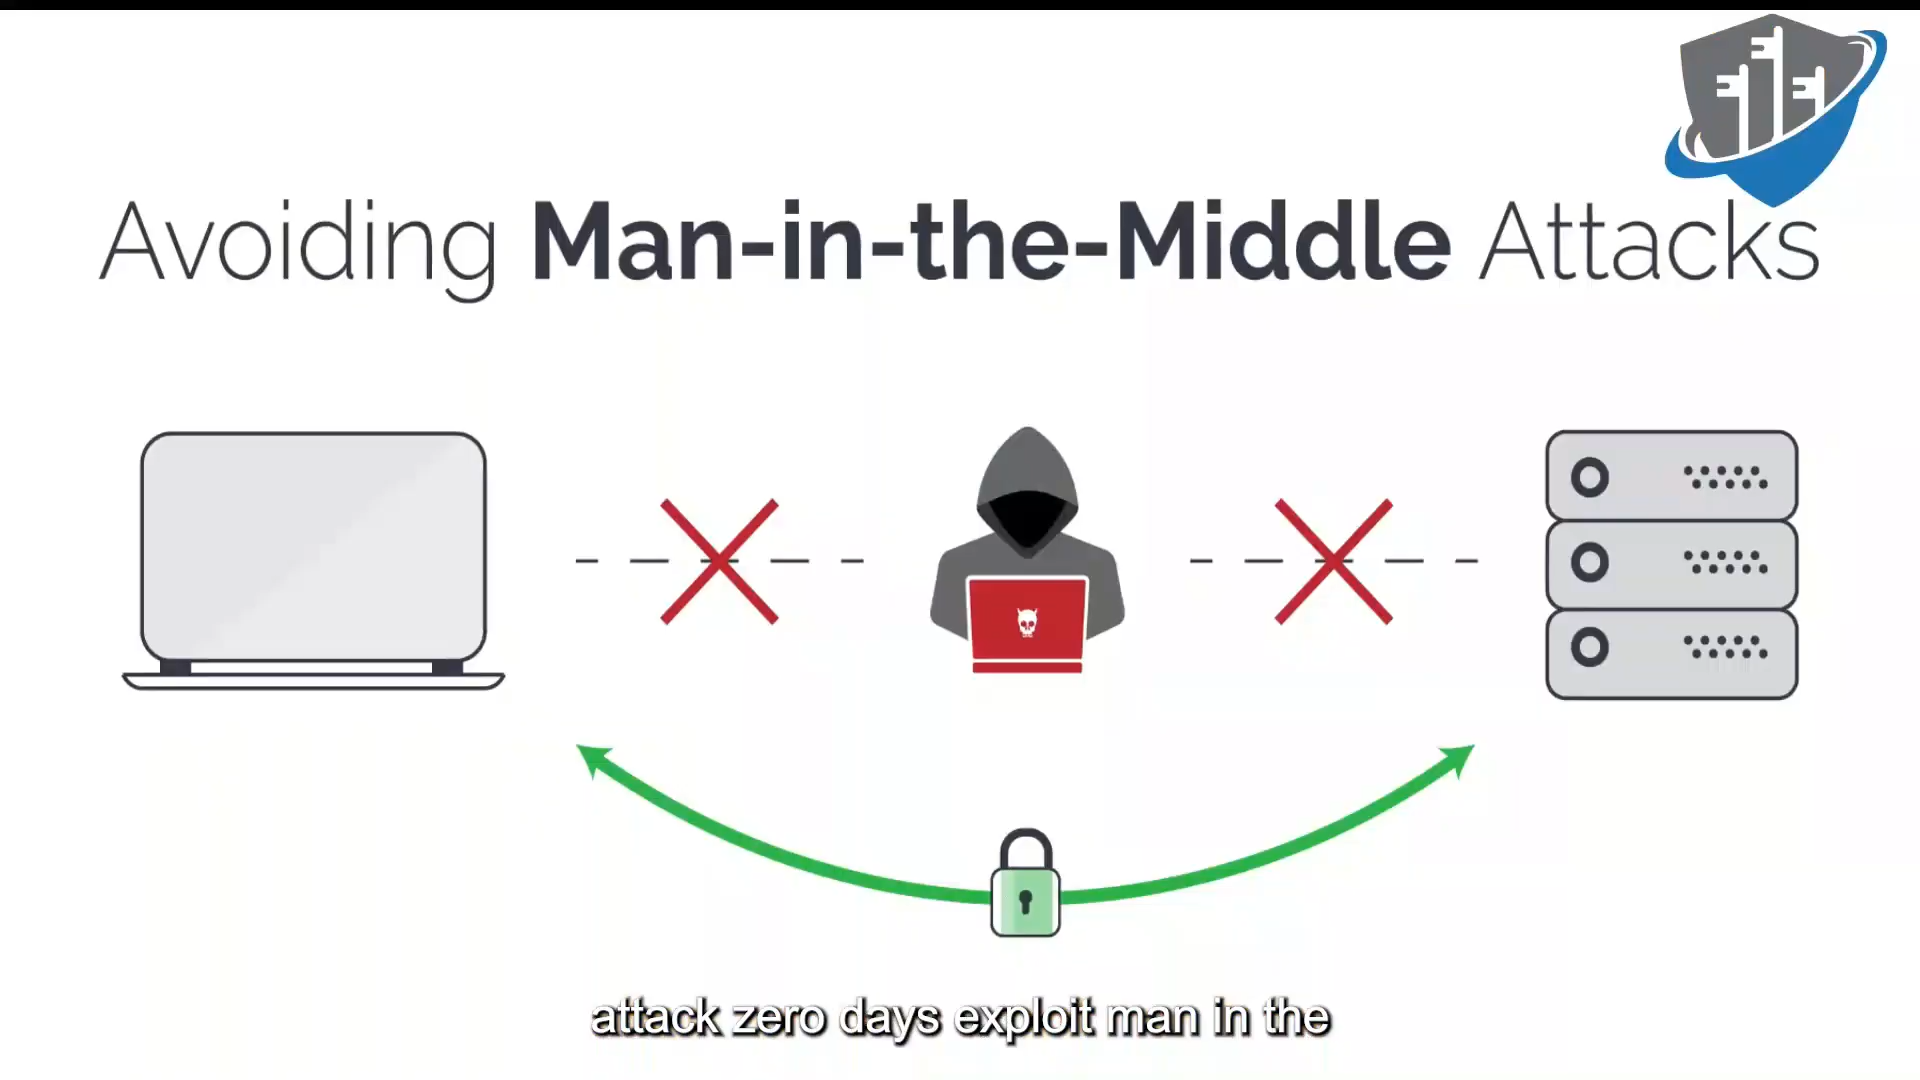 Avoiding Man-in-the-Middle Attacks
attack zero days exploit man in the